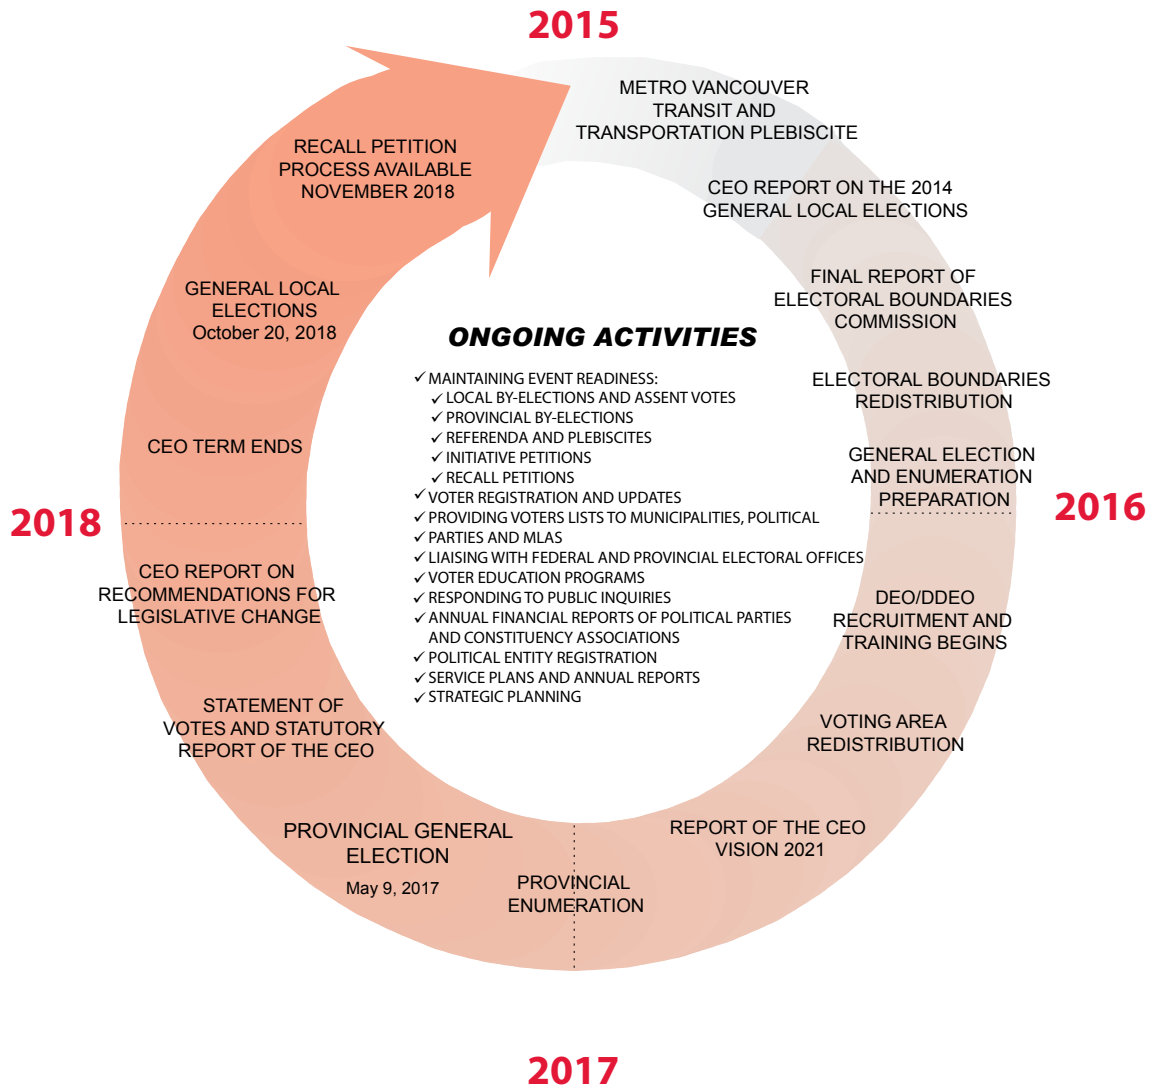 2015
METRO VANCOUVER
TRANSIT AND
TRANSPORTATION PLEBISCITE
CEO REPORT ON THE 2014
GENERAL LOCAL ELECTIONS
FINAL REPORT OF
ELECTORAL BOUNDARIES
COMMISSION
ELECTORAL BOUNDARIES
REDISTRIBUTION
GENERAL ELECTION
AND ENUMERATION
PREPARATION
2016
DEO/DDEO
RECRUITMENT AND
TRAINING BEGINS
VOTING AREA
REDISTRIBUTION
REPORT OF THE CEO
VISION 2021
PROVINCIAL
ENUMERATION
2017
PROVINCIAL GENERAL
ELECTION
May 9, 2017
STATEMENT OF
VOTES AND STATUTORY
REPORT OF THE CEO
CEO REPORT ON
RECOMMENDATIONS FOR
LEGISLATIVE CHANGE
2018
CEO TERM ENDS
GENERAL LOCAL
ELECTIONS
October 20, 2018
RECALL PETITION
PROCESS AVAILABLE
NOVEMBER 2018
ONGOING ACTIVITIES
✓ MAINTAINING EVENT READINESS:
✓ LOCAL BY-ELECTIONS AND ASSENT VOTES
✓ PROVINCIAL BY-ELECTIONS
✓ REFERENDA AND PLEBISCITES
✓ INITIATIVE PETITIONS
✓ RECALL PETITIONS
✓ VOTER REGISTRATION AND UPDATES
✓ PROVIDING VOTERS LISTS TO MUNICIPALITIES, POLITICAL
✓ PARTIES AND MLAS
✓ LIAISING WITH FEDERAL AND PROVINCIAL ELECTORAL OFFICES
✓ VOTER EDUCATION PROGRAMS
✓ RESPONDING TO PUBLIC INQUIRIES
✓ ANNUAL FINANCIAL REPORTS OF POLITICAL PARTIES
AND CONSTITUENCY ASSOCIATIONS
✓ POLITICAL ENTITY REGISTRATION
✓ SERVICE PLANS AND ANNUAL REPORTS
✓ STRATEGIC PLANNING